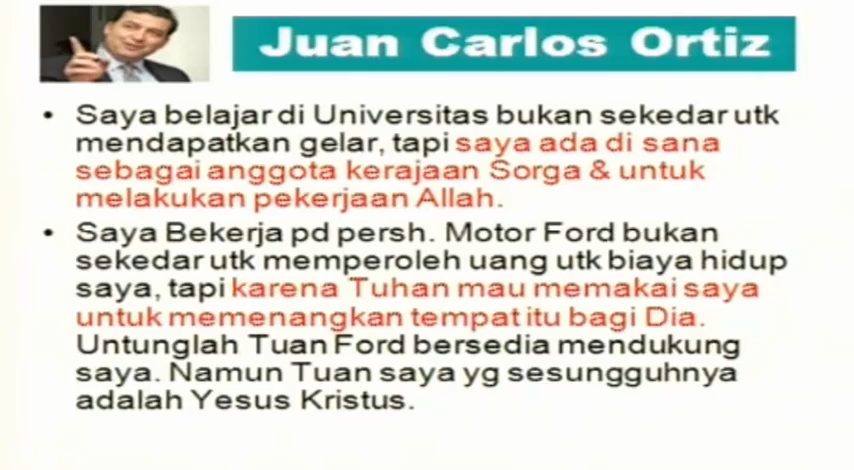 Juan Carlos Ortiz
• Saya belajar di Universitas bukan sekedar utk
mendapatkan gelar, tapi saya ada di sana
sebagai anggota kerajaan Sorga & untuk
melakukan pekerjaan Allah.
• Saya Bekerja pd persh. Motor Ford bukan
sekedar utk memperoleh uang utk biaya hidup
saya, tapi karena Tuhan mau memakai saya
untuk memenangkan tempat itu bagi Dia.
Untunglah Tuan Ford bersedia mendukung
saya. Namun Tuan saya yg sesungguhnya
adalah Yesus Kristus.